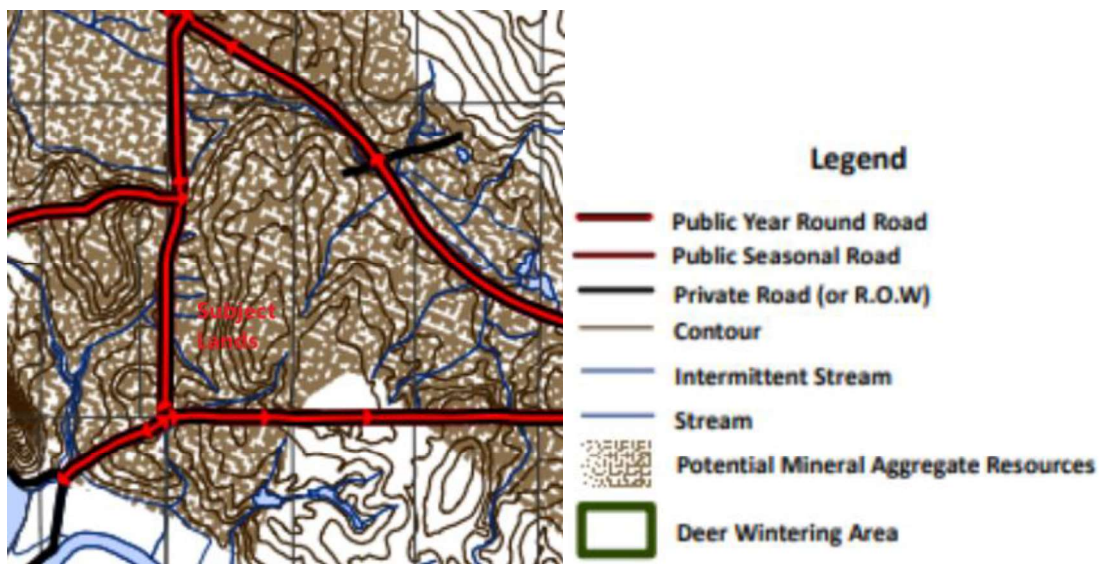 Subject
Lands
Legend
Public Year Round Road
Public Seasonal Road
Private Road (or R.O.W)
Contour
Intermittent Stream
Stream
Potential Mineral Aggregate Resources
Deer Wintering Area